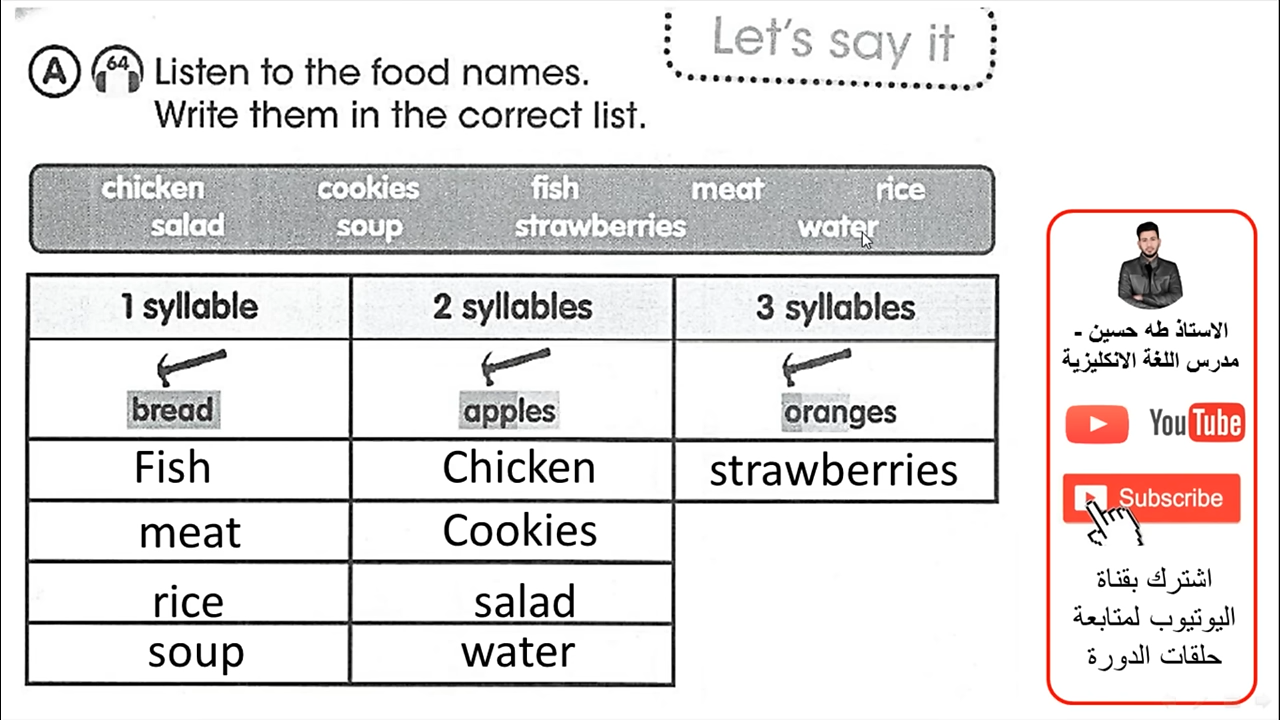 Let's say it
A 64 Listen to the food names.
Write them in the correct list.
chicken cookies fish meat rice
salad soup strawberries water
1 syllable 2 syllables 3 syllables
bread apples oranges
Fish Chicken strawberries
meat Cookies
rice salad
soup water
الاستاذ طه حسين -
مدرس اللغة الانكليزية
YouTube
Subscribe
اشترك بقناة
اليوتيوب لمتابعة
حلقات الدورة